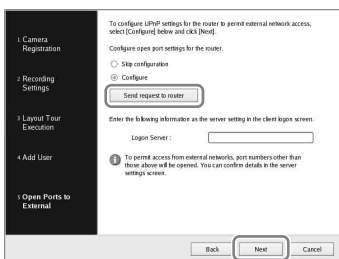 To configure UPnP settings for the router to permit external network access,
select [Configure] below and click [Next].
1 Camera
Registration
Configure open port settings for the router.
Skip configuration
Configure
2 Recording
Settings
Send request to router
3 Layout Tour
Execution
Enter the following information as the server setting in the client logon screen.
Logon Server :
4 Add User
To permit access from external networks, port numbers other than
those above will be opened. You can confirm details in the server
settings screen.
5 Open Ports to
External
Back
Next
Cancel